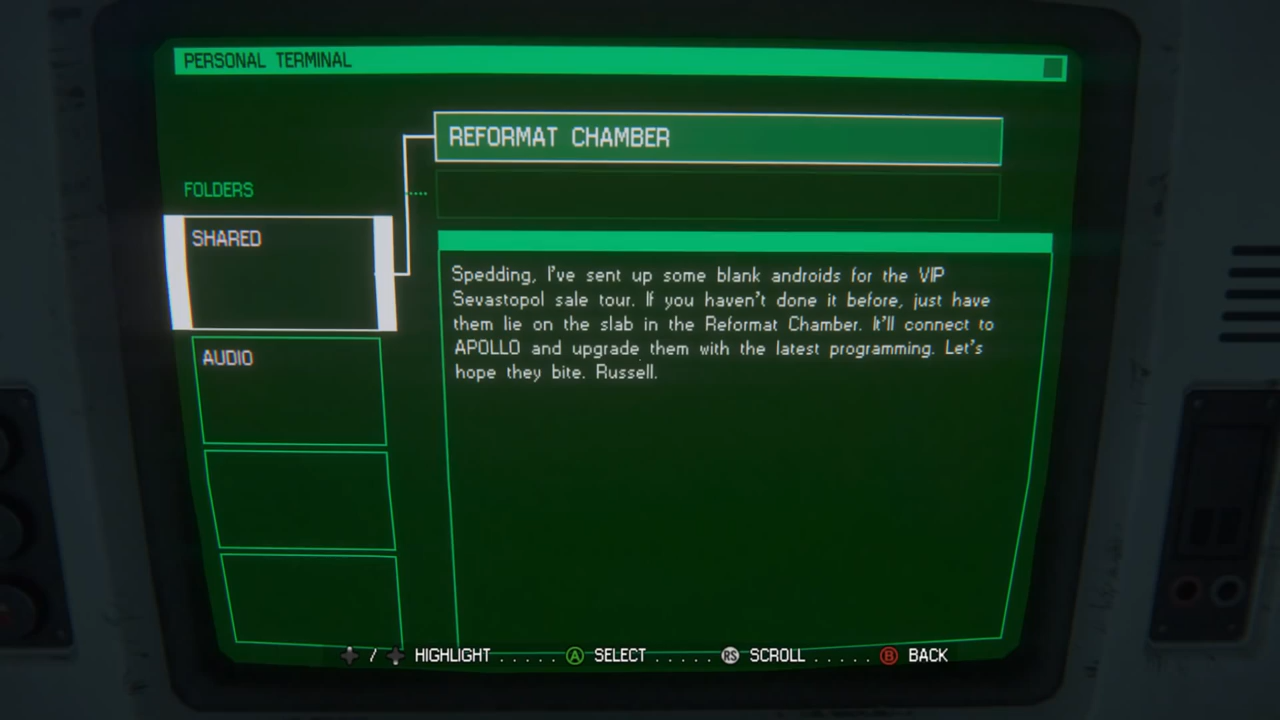 PERSONAL TERMINAL
REFORMAT CHAMBER
FOLDERS
SHARED
AUDIO
Spedding, I've sent up some blank androids for the VIP
Sevastopol sale tour. If you haven't done it before, just have
them lie on the slab in the Reformat Chamber. It'll connect to
APOLLO and upgrade them with the latest programming. Let's
hope they bite. Russell.
/ HIGHLIGHT ..... A SELECT ..... RS SCROLL ..... B BACK